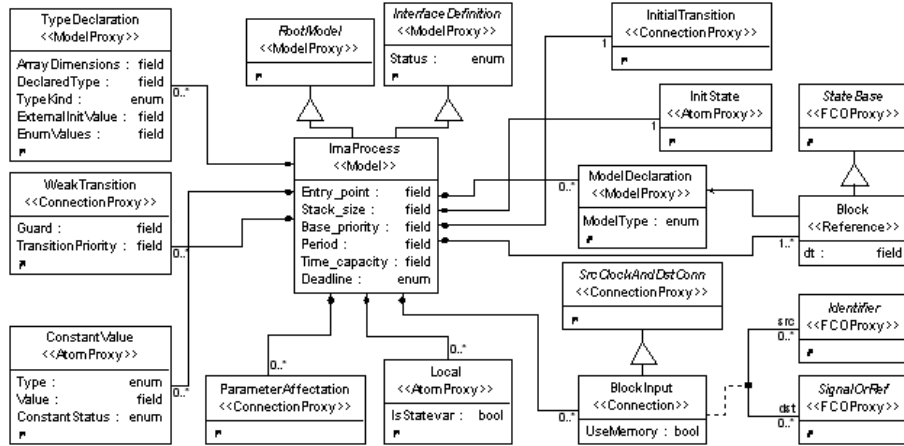 TypeDeclaration
<<ModelProxy>>
ArrayDimensions : field
DeclaredType : field
TypeKind : enum
ExternalInitValue : field
EnumValues : field
0..*
RootModel
<<ModelProxy>>
InterfaceDefinition
<<ModelProxy>>
Status : enum
InitialTransition
<<ConnectionProxy>>
1
InitState
<<AtomProxy>>
1
StateBase
<<FCOProxy>>
ImaProcess
<<Model>>
Entry_point : field
Stack_size : field
Base_priority : field
Period : field
Time_capacity : field
Deadline : enum
WeakTransition
<<ConnectionProxy>>
Guard : field
TransitionPriority : field
0..*
ModelDeclaration
<<ModelProxy>>
ModelType : enum
0..*
Block
<<Reference>>
dt : field
1..*
SrcClockAndDstConn
<<ConnectionProxy>>
Identifier
<<FCOProxy>>
src
0..*
ConstantValue
<<AtomProxy>>
Type : enum
Value : field
ConstantStatus : enum
0..*
ParameterAffectation
<<ConnectionProxy>>
0..*
Local
<<AtomProxy>>
IsStatevar : bool
0..*
BlockInput
<<Connection>>
UseMemory : bool
0..*
SignalOrRef
<<FCOProxy>>
dst
0..*